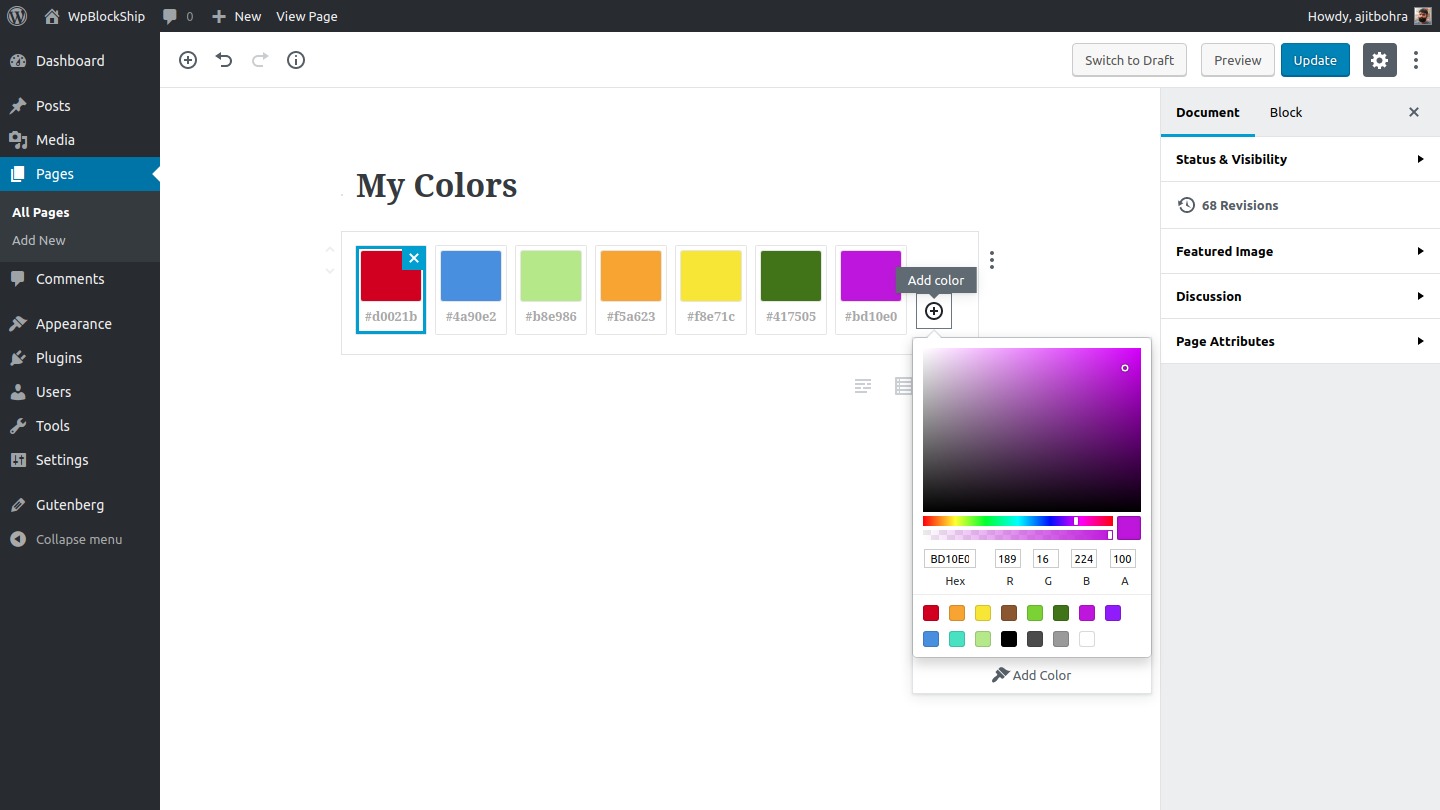 WpBlockShip 0 New View Page Howdy, ajitbohra
Dashboard
Posts
Media
Pages
All Pages
Add New
Comments
Appearance
Plugins
Users
Tools
Settings
Gutenberg
Collapse menu
Switch to Draft Preview Update
My Colors
#d0021b #4a90e2 #b8e986 #f5a623 #f8e71c #417505 #bd10e0
Add color
BD10E0 189 16 224 100
Hex R G B A
Add Color
Document Block
Status & Visibility
68 Revisions
Featured Image
Discussion
Page Attributes